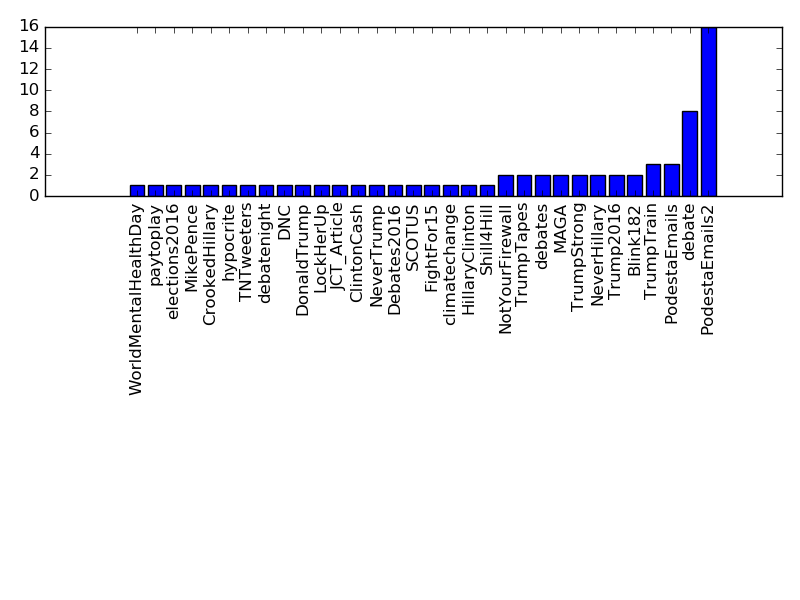 16
14
12
10
8
6
4
2
0
WorldMentalHealthDay
paytoplay
elections2016
MikePence
CrookedHillary
hypocrite
TNTweeters
debatenight
DNC
DonaldTrump
LockHerUp
JCT_Article
ClintonCash
NeverTrump
Debates2016
SCOTUS
FightFor15
climatechange
HillaryClinton
Shill4Hill
NotYourFirewall
TrumpTapes
debates
MAGA
TrumpStrong
NeverHillary
Trump2016
Blink182
TrumpTrain
PodestaEmails
debate
PodestaEmails2